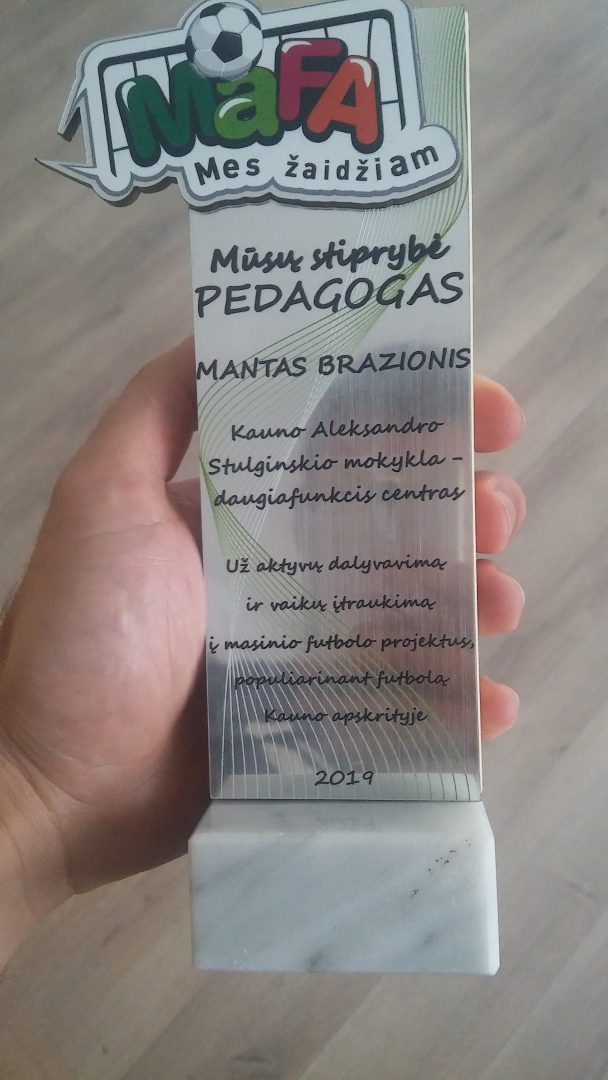 MaFA
Mes žaidžiam
Mūsų stiprybė
PEDAGOGAS
MANTAS BRAZIONIS
Kauno Aleksandro
Stulginskio mokykla -
daugiafunkcis centras
Už aktyvų dalyvavimą
ir vaikų įtraukimą
į masinio futbolo projektus,
populiarinant futbolą
Kauno apskrityje
2019